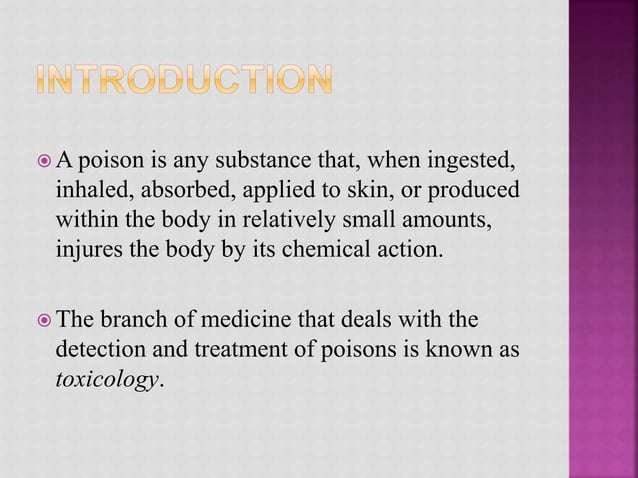 INTRODUCTION
A poison is any substance that, when ingested,
inhaled, absorbed, applied to skin, or produced
within the body in relatively small amounts,
injures the body by its chemical action.
The branch of medicine that deals with the
detection and treatment of poisons is known as
toxicology.